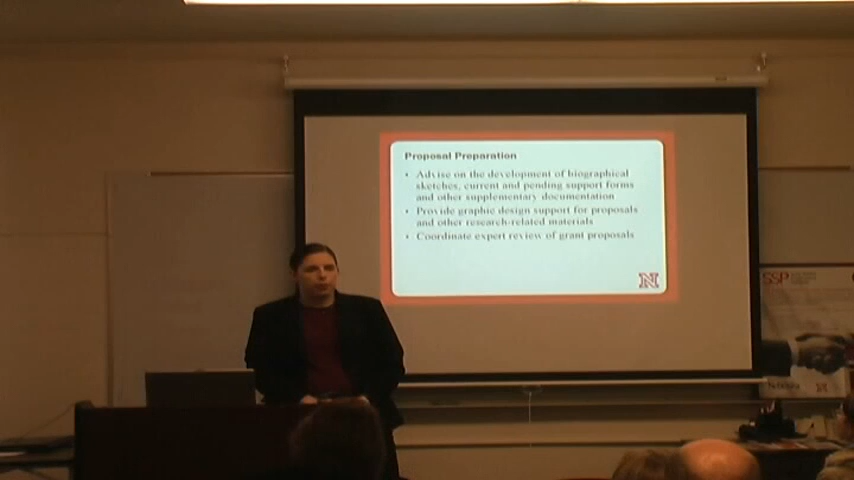 Proposal Preparation
• Advise on the development of biographical
sketches, current and pending support forms
and other supplementary documentation
• Provide graphic design support for proposals
and other research-related materials
• Coordinate expert review of grant proposals
N
SSP
Nebraska
N